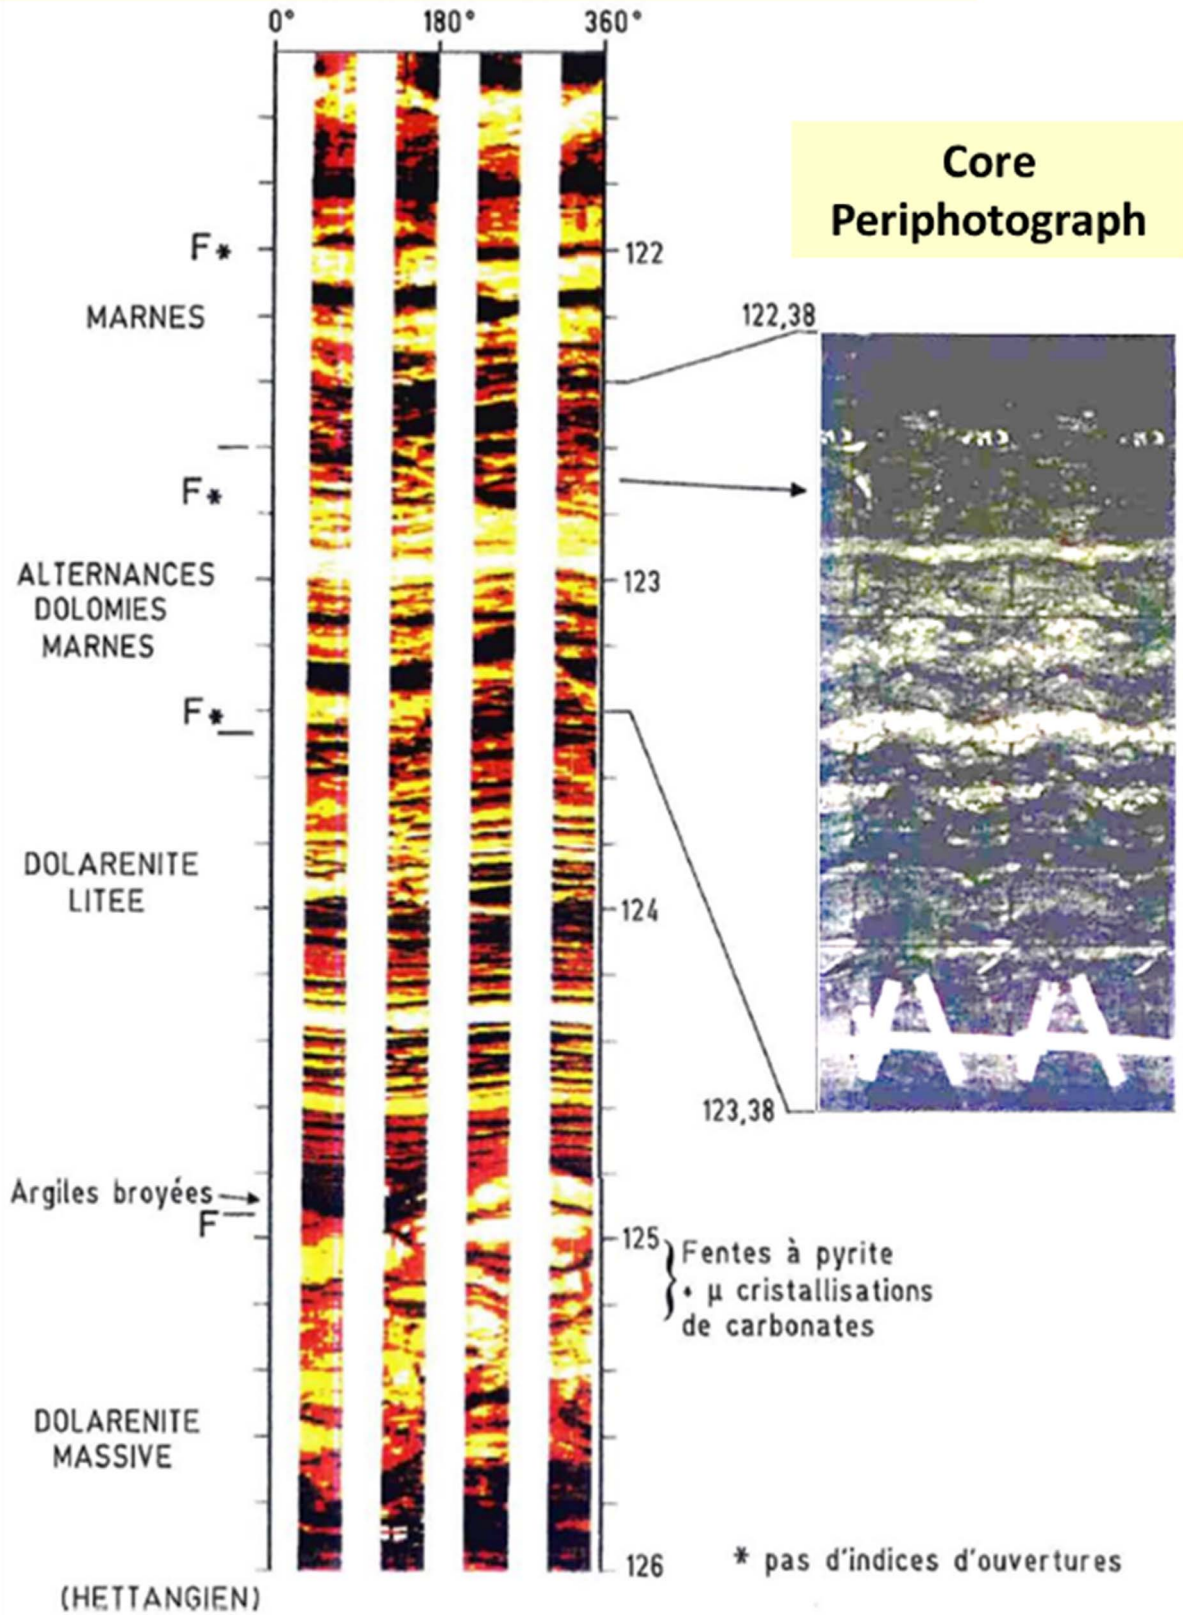 0° 180° 360°
Core
Periphotograph
F*
122
MARNES
122,38
F*
ALTERNANCES
DOLOMIES
MARNES
123
F*
DOLARENITE
LITEE
124
123,38
Argiles broyées
F
125
Fentes à pyrite
+ μ cristallisations
de carbonates
DOLARENITE
MASSIVE
126
* pas d'indices d'ouvertures
(HETTANGIEN)